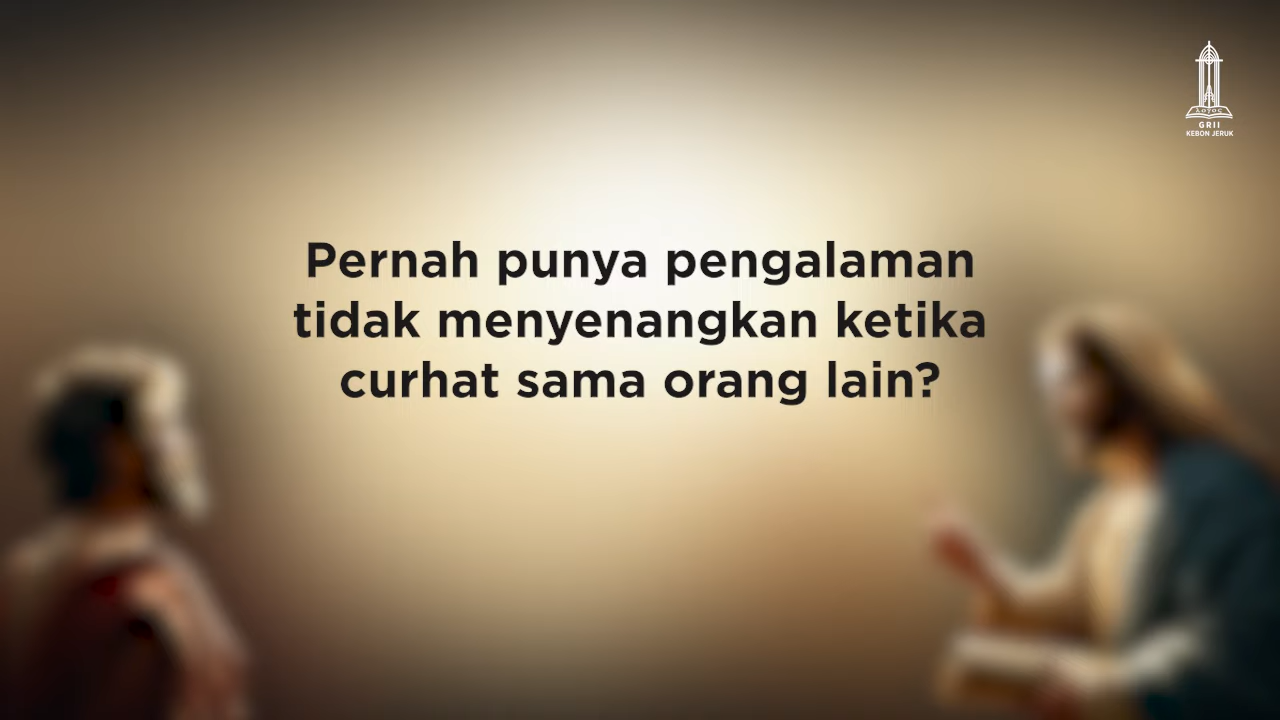 GRII
KEBON JERUK
Pernah punya pengalaman
tidak menyenangkan ketika
curhat sama orang lain?